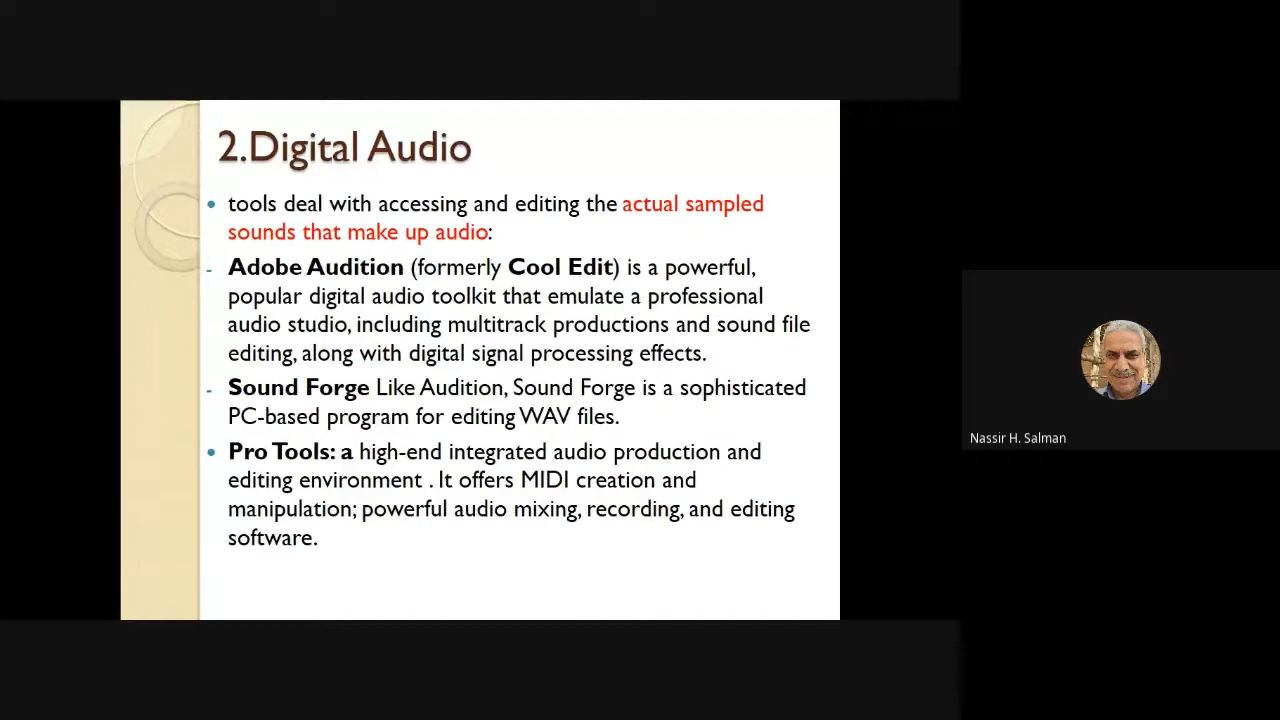 2.Digital Audio
• tools deal with accessing and editing the actual sampled
sounds that make up audio:
- Adobe Audition (formerly Cool Edit) is a powerful,
popular digital audio toolkit that emulate a professional
audio studio, including multitrack productions and sound file
editing, along with digital signal processing effects.
- Sound Forge Like Audition, Sound Forge is a sophisticated
PC-based program for editing WAV files.
• Pro Tools: a high-end integrated audio production and
editing environment . It offers MIDI creation and
manipulation; powerful audio mixing, recording, and editing
software.
Nassir H. Salman